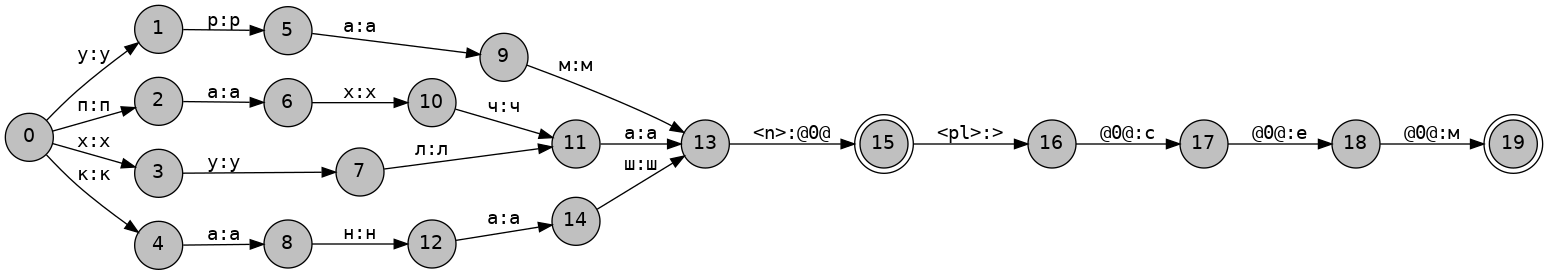 0
1
2
3
4
5
6
7
8
9
10
11
12
13
14
15
16
17
18
19
у:у
п:п
х:х
к:к
р:р
а:а
у:у
а:а
а:а
х:х
л:л
н:н
м:м
ч:ч
а:а
а:а
ш:ш
<n>:@0@
<pl>:>
@0@:с
@0@:е
@0@:м